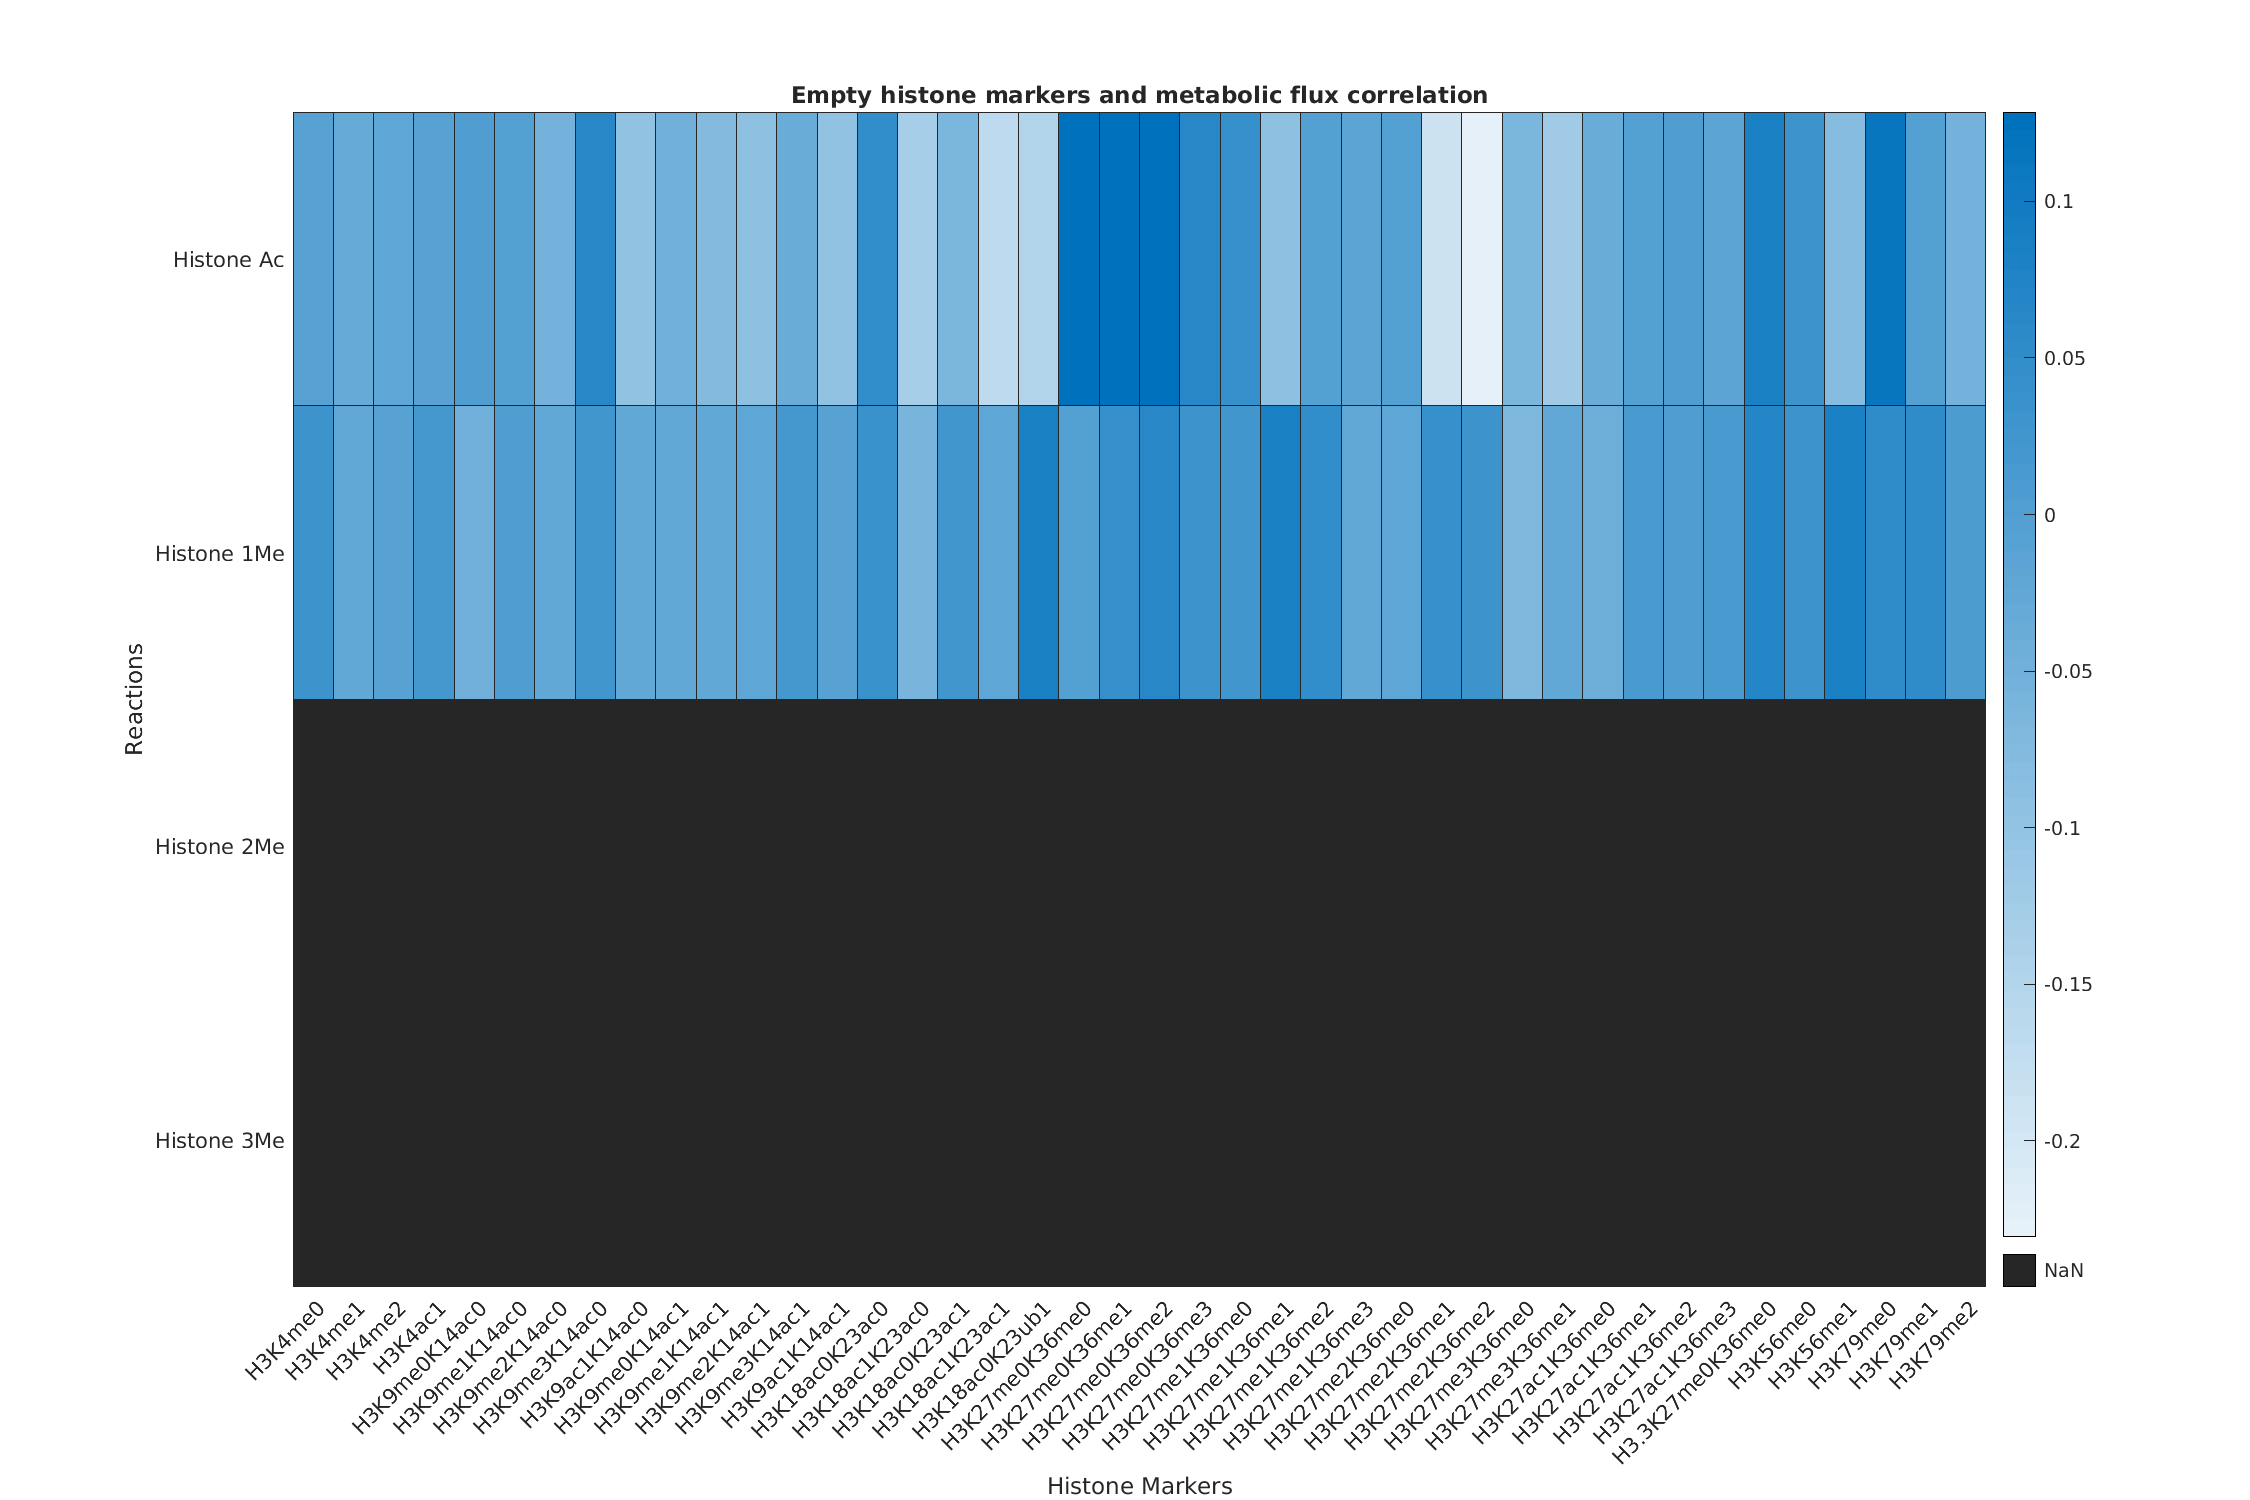 Empty histone markers and metabolic flux correlation
Reactions
Histone Ac
Histone 1Me
Histone 2Me
Histone 3Me
0.1
0.05
0
-0.05
-0.1
-0.15
-0.2
NaN
H3K4me0
H3K4me1
H3K4me2
H3K4ac1
H3K9me0K14ac0
H3K9me1K14ac0
H3K9me2K14ac0
H3K9me3K14ac0
H3K9ac1K14ac0
H3K9me0K14ac1
H3K9me1K14ac1
H3K9me2K14ac1
H3K9me3K14ac1
H3K9ac1K14ac1
H3K18ac0K23ac0
H3K18ac1K23ac0
H3K18ac0K23ac1
H3K18ac1K23ac1
H3K18ac0K23ub1
H3K27me0K36me0
H3K27me0K36me1
H3K27me0K36me2
H3K27me0K36me3
H3K27me1K36me0
H3K27me1K36me1
H3K27me1K36me2
H3K27me1K36me3
H3K27me2K36me0
H3K27me2K36me1
H3K27me2K36me2
H3K27me3K36me0
H3K27me3K36me1
H3K27ac1K36me0
H3K27ac1K36me1
H3K27ac1K36me2
H3K27ac1K36me3
H3.3K27me0K36me0
H3K56me0
H3K56me1
H3K79me0
H3K79me1
H3K79me2
Histone Markers